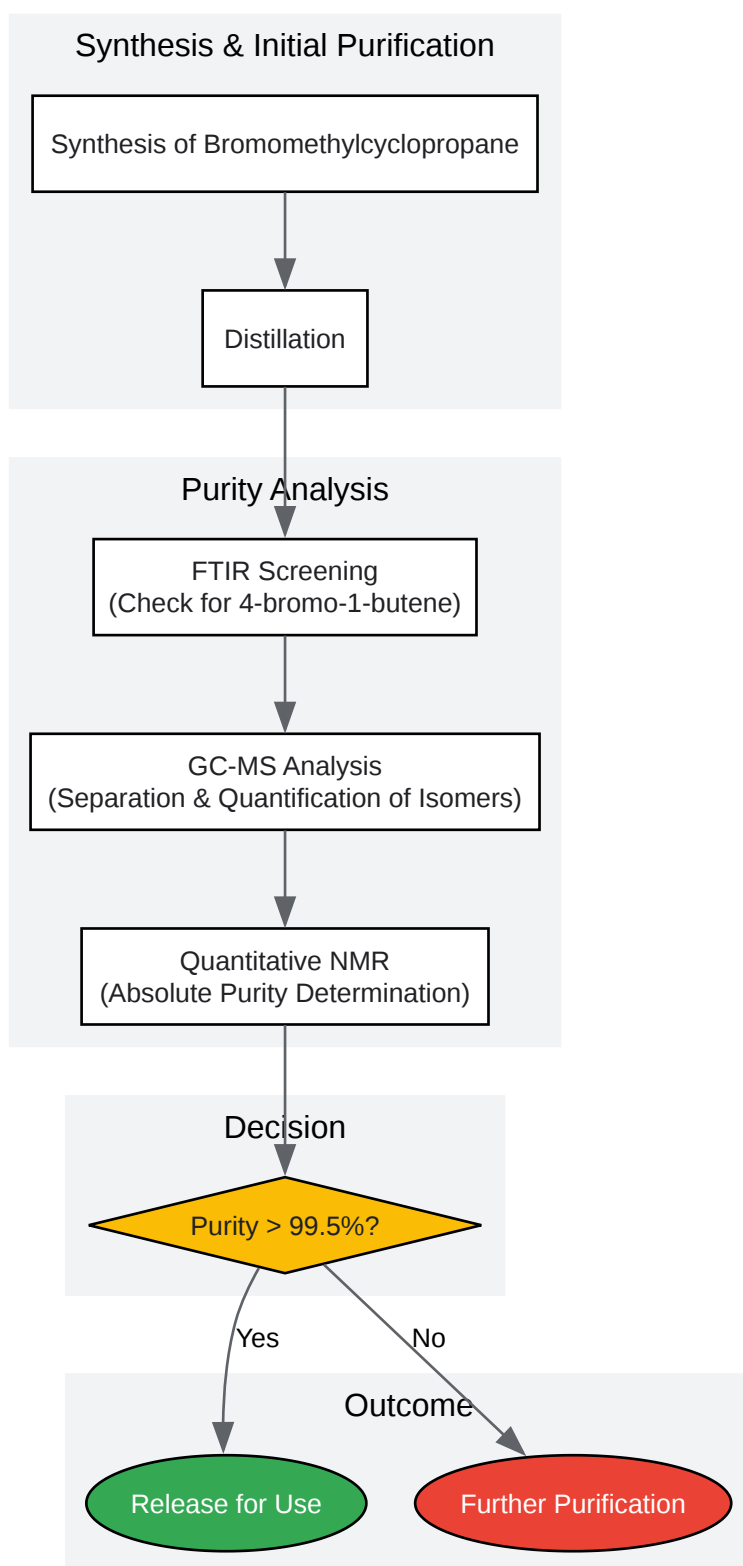 Synthesis & Initial Purification
Synthesis of Bromomethylcyclopropane
Distillation
Purity Analysis
FTIR Screening
(Check for 4-bromo-1-butene)
GC-MS Analysis
(Separation & Quantification of Isomers)
Quantitative NMR
(Absolute Purity Determination)
Decision
Purity > 99.5%?
Yes
No
Outcome
Release for Use
Further Purification